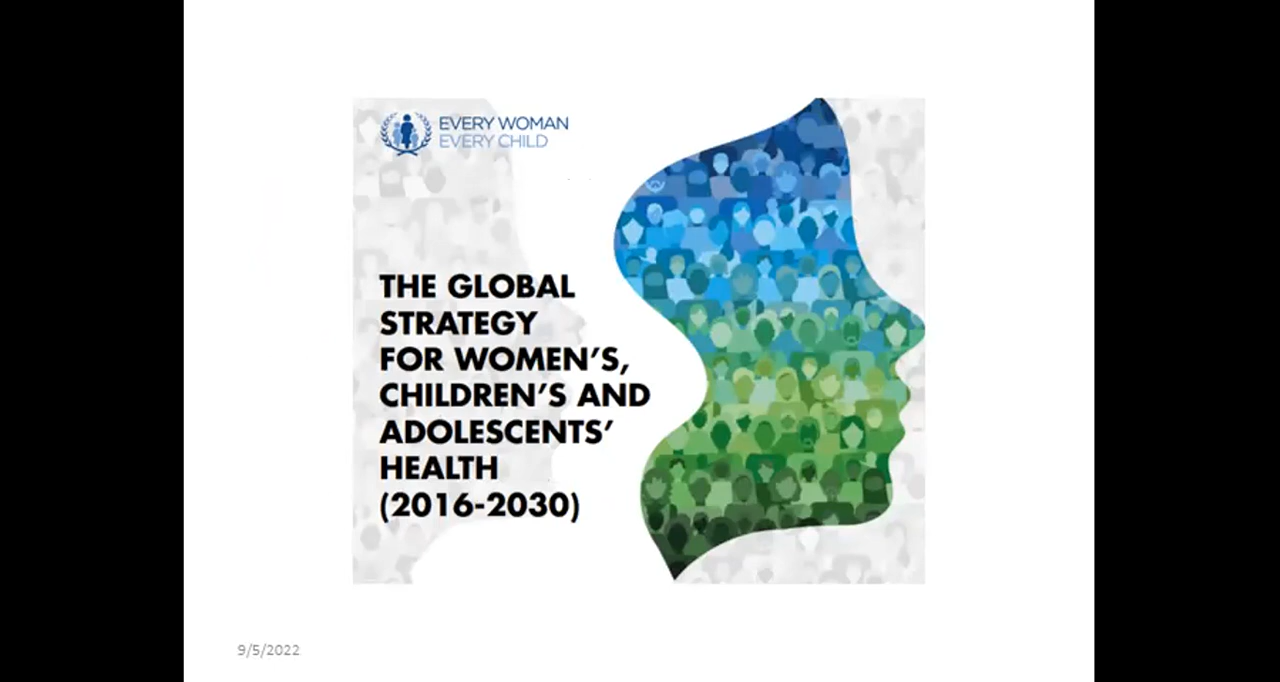 EVERY WOMAN
EVERY CHILD
THE GLOBAL
STRATEGY
FOR WOMEN’S,
CHILDREN’S AND
ADOLESCENTS’
HEALTH
(2016-2030)
9/5/2022